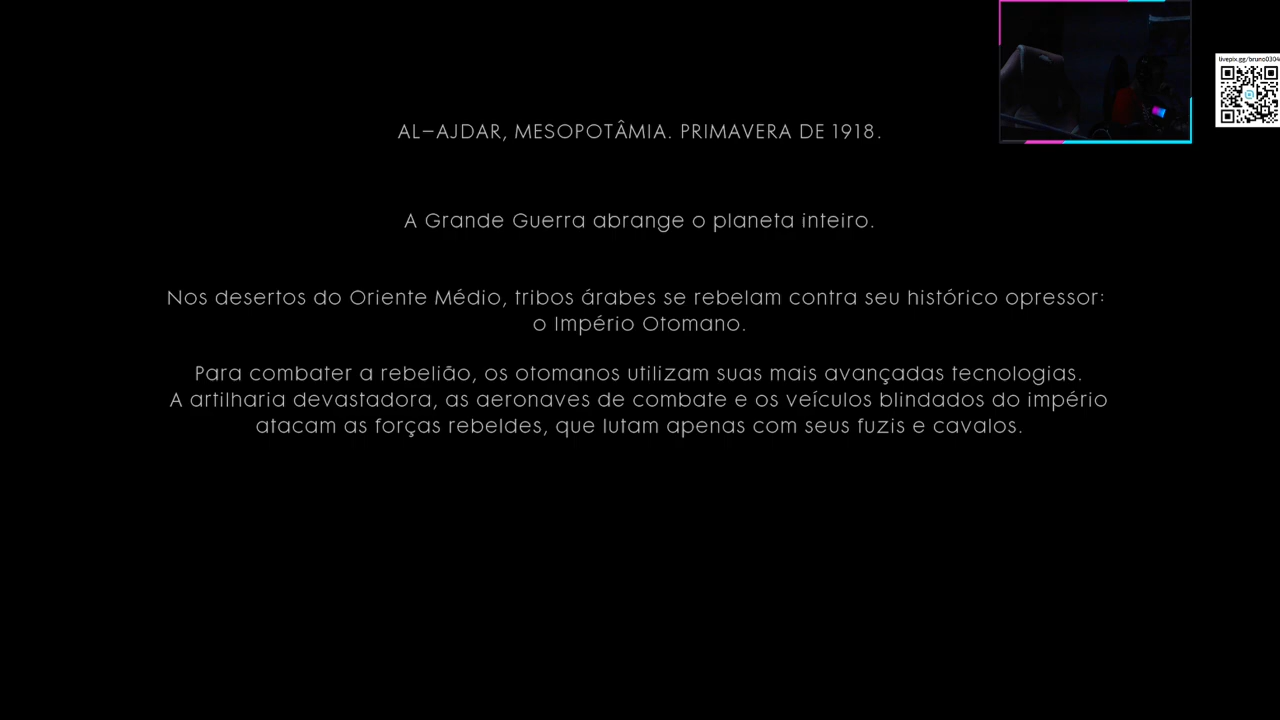 livepix.gg/bruno0304
AL-AJDAR, MESOPOTÂMIA. PRIMAVERA DE 1918.
A Grande Guerra abrange o planeta inteiro.
Nos desertos do Oriente Médio, tribos árabes se rebelam contra seu histórico opressor:
o Império Otomano.
Para combater a rebelião, os otomanos utilizam suas mais avançadas tecnologias.
A artilharia devastadora, as aeronaves de combate e os veículos blindados do império
atacam as forças rebeldes, que lutam apenas com seus fuzis e cavalos.